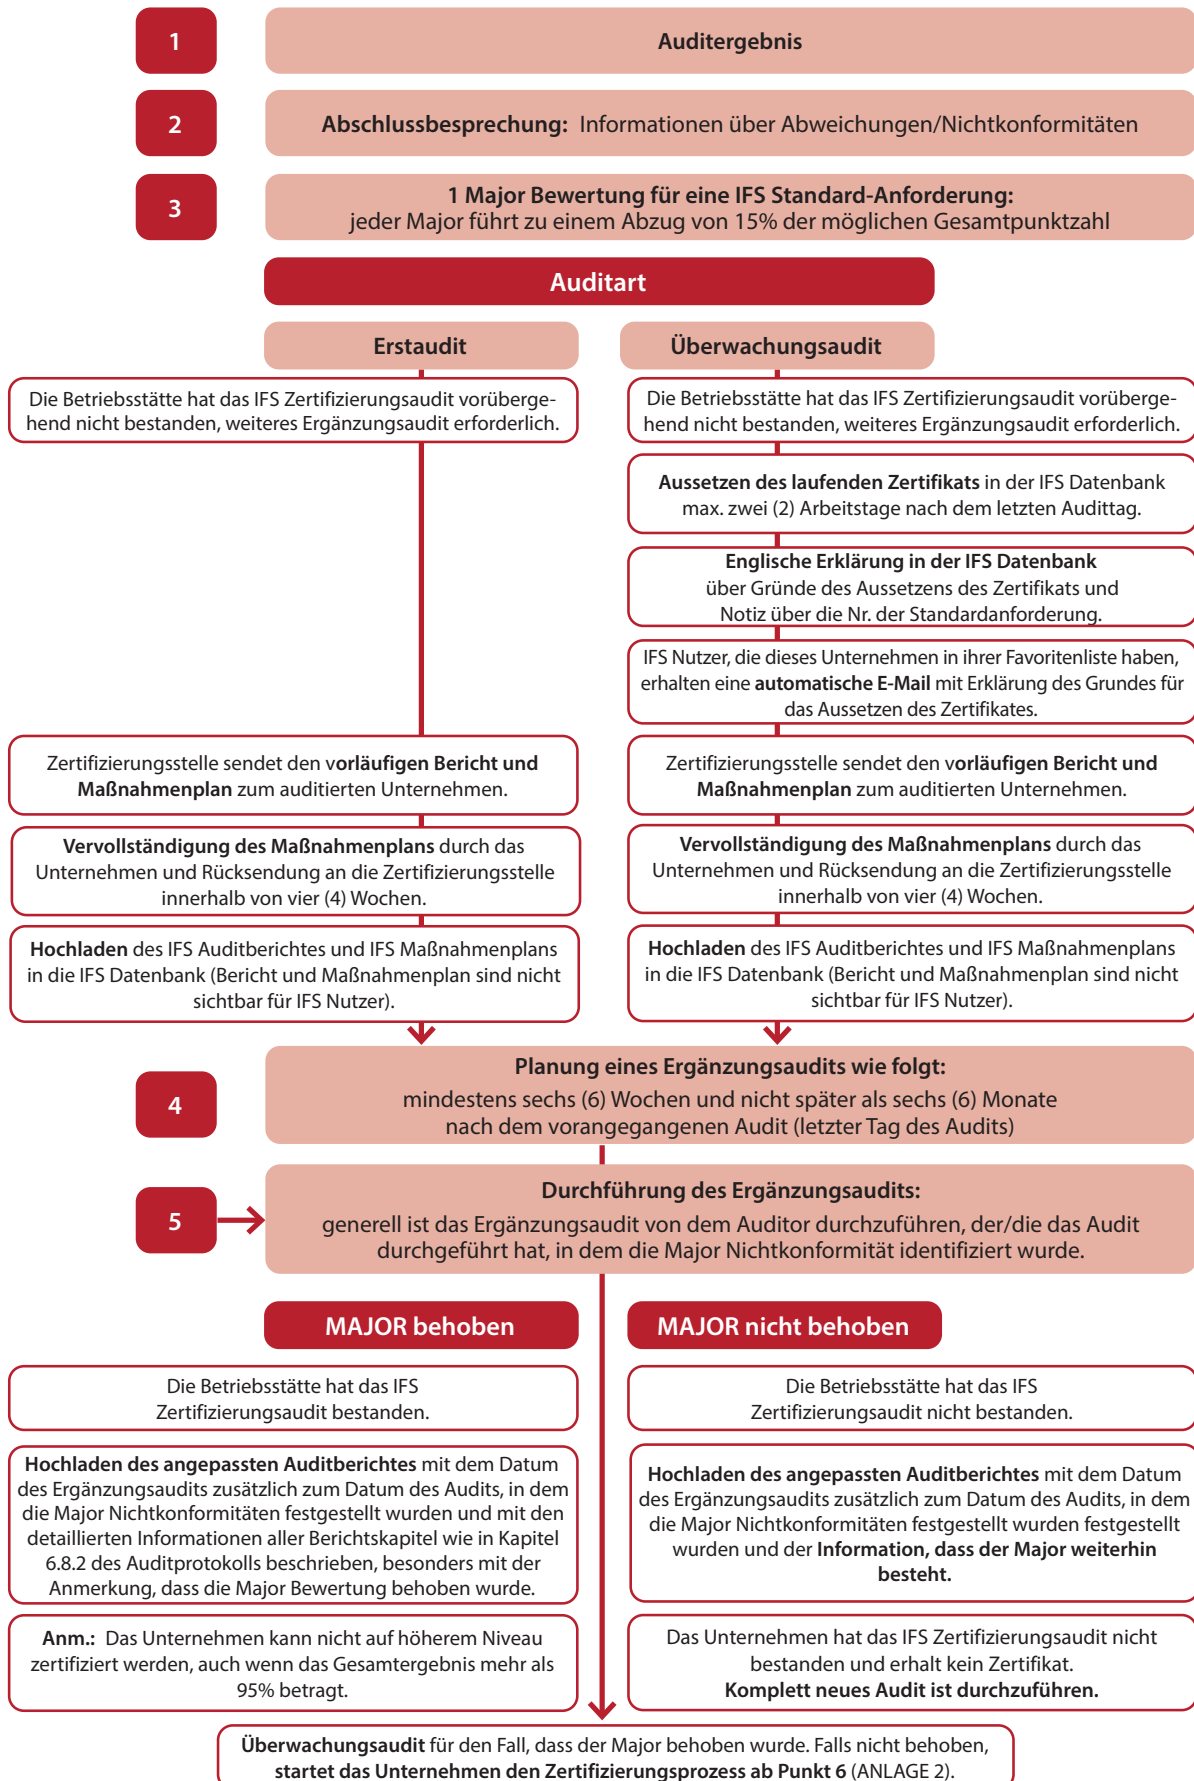 1
Auditergebnis
2
Abschlussbesprechung: Informationen über Abweichungen/Nichtkonformitäten
3
1 Major Bewertung für eine IFS Standard-Anforderung:
jeder Major führt zu einem Abzug von 15% der möglichen Gesamtpunktzahl
Auditart
Erstaudit
Die Betriebsstätte hat das IFS Zertifizierungsaudit vorüberge-
hend nicht bestanden, weiteres Ergänzungsaudit erforderlich.
Zertifizierungsstelle sendet den vorläufigen Bericht und
Maßnahmenplan zum auditierten Unternehmen.
Vervollständigung des Maßnahmenplans durch das
Unternehmen und Rücksendung an die Zertifizierungsstelle
innerhalb von vier (4) Wochen.
Hochladen des IFS Auditberichtes und IFS Maßnahmenplans
in die IFS Datenbank (Bericht und Maßnahmenplan sind nicht
sichtbar für IFS Nutzer).
Überwachungsaudit
Die Betriebsstätte hat das IFS Zertifizierungsaudit vorüberge-
hend nicht bestanden, weiteres Ergänzungsaudit erforderlich.
Aussetzen des laufenden Zertifikats in der IFS Datenbank
max. zwei (2) Arbeitstage nach dem letzten Audittag.
Englische Erklärung in der IFS Datenbank
über Gründe des Aussetzens des Zertifikats und
Notiz über die Nr. der Standardanforderung.
IFS Nutzer, die dieses Unternehmen in ihrer Favoritenliste haben,
erhalten eine automatische E-Mail mit Erklärung des Grundes für
das Aussetzen des Zertifikates.
Zertifizierungsstelle sendet den vorläufigen Bericht und
Maßnahmenplan zum auditierten Unternehmen.
Vervollständigung des Maßnahmenplans durch das
Unternehmen und Rücksendung an die Zertifizierungsstelle
innerhalb von vier (4) Wochen.
Hochladen des IFS Auditberichtes und IFS Maßnahmenplans
in die IFS Datenbank (Bericht und Maßnahmenplan sind nicht
sichtbar für IFS Nutzer).
4
Planung eines Ergänzungsaudits wie folgt:
mindestens sechs (6) Wochen und nicht später als sechs (6) Monate
nach dem vorangegangenen Audit (letzter Tag des Audits)
5
Durchführung des Ergänzungsaudits:
generell ist das Ergänzungsaudit von dem Auditor durchzuführen, der/die das Audit
durchgeführt hat, in dem die Major Nichtkonformität identifiziert wurde.
MAJOR behoben
Die Betriebsstätte hat das IFS
Zertifizierungsaudit bestanden.
Hochladen des angepassten Auditberichtes mit dem Datum
des Ergänzungsaudits zusätzlich zum Datum des Audits, in dem
die Major Nichtkonformitäten festgestellt wurden und mit den
detaillierten Informationen aller Berichtskapitel wie in Kapitel
6.8.2 des Auditprotokolls beschrieben, besonders mit der
Anmerkung, dass die Major Bewertung behoben wurde.
Anm.: Das Unternehmen kann nicht auf höherem Niveau
zertifiziert werden, auch wenn das Gesamtergebnis mehr als
95% betragt.
MAJOR nicht behoben
Die Betriebsstätte hat das IFS
Zertifizierungsaudit nicht bestanden.
Hochladen des angepassten Auditberichtes mit dem Datum
des Ergänzungsaudits zusätzlich zum Datum des Audits, in dem
die Major Nichtkonformitäten festgestellt wurden festgestellt
wurden und der Information, dass der Major weiterhin
besteht.
Das Unternehmen hat das IFS Zertifizierungsaudit nicht
bestanden und erhalt kein Zertifikat.
Komplett neues Audit ist durchzuführen.
Überwachungsaudit für den Fall, dass der Major behoben wurde. Falls nicht behoben,
startet das Unternehmen den Zertifizierungsprozess ab Punkt 6 (ANLAGE 2).